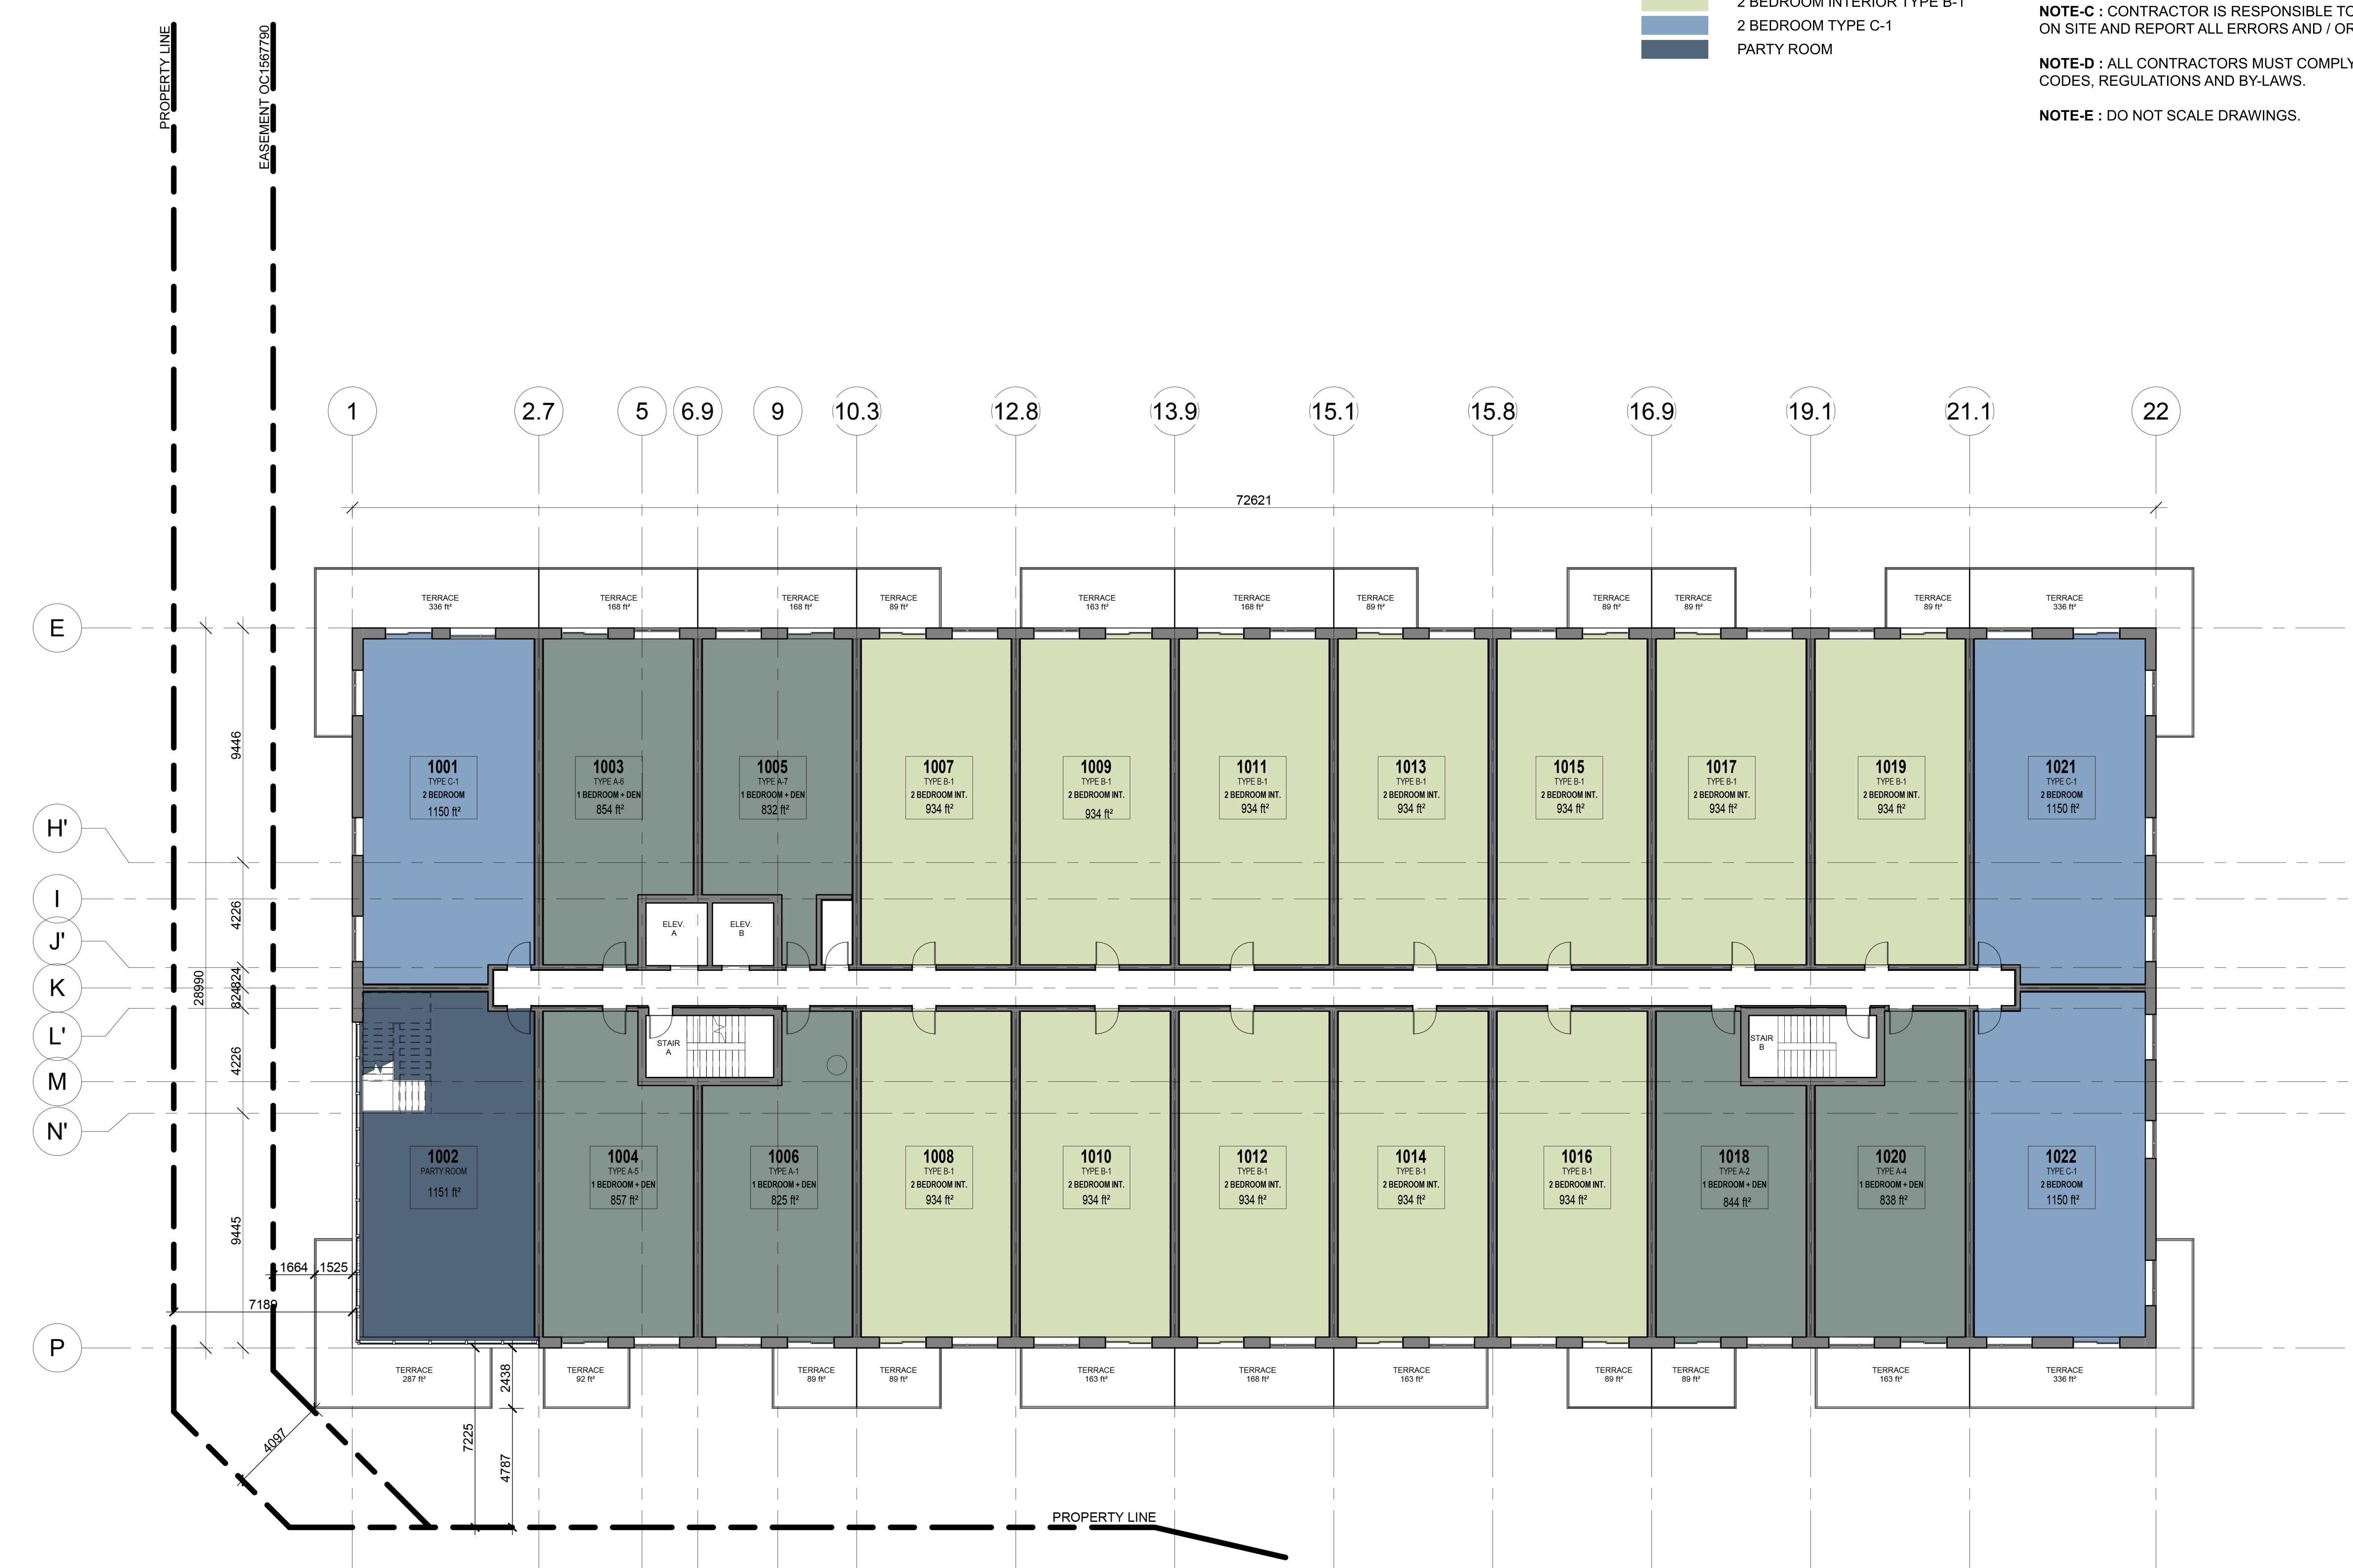 2 BEDROOM INTERIOR TYPE B-1
2 BEDROOM TYPE C-1
PARTY ROOM
NOTE-C : CONTRACTOR IS RESPONSIBLE TO
ON SITE AND REPORT ALL ERRORS AND / OR
NOTE-D : ALL CONTRACTORS MUST COMPLY
CODES, REGULATIONS AND BY-LAWS.
NOTE-E : DO NOT SCALE DRAWINGS.
PROPERTY LINE
EASEMENT OC1567790
1
2.7
5
6.9
9
10.3
12.8
13.9
15.1
15.8
16.9
19.1
21.1
22
72621
TERRACE
336 ft²
TERRACE
168 ft²
TERRACE
168 ft²
TERRACE
89 ft²
TERRACE
163 ft²
TERRACE
168 ft²
TERRACE
89 ft²
TERRACE
89 ft²
TERRACE
89 ft²
TERRACE
89 ft²
TERRACE
336 ft²
E
H'
I
J'
K
L'
M
N'
P
28990
9446
4226
824
824
4226
9445
1001
TYPE C-1
2 BEDROOM
1150 ft²
1003
TYPE A-6
1 BEDROOM + DEN
854 ft²
1005
TYPE A-7
1 BEDROOM + DEN
832 ft²
1007
TYPE B-1
2 BEDROOM INT.
934 ft²
1009
TYPE B-1
2 BEDROOM INT.
934 ft²
1011
TYPE B-1
2 BEDROOM INT.
934 ft²
1013
TYPE B-1
2 BEDROOM INT.
934 ft²
1015
TYPE B-1
2 BEDROOM INT.
934 ft²
1017
TYPE B-1
2 BEDROOM INT.
934 ft²
1019
TYPE B-1
2 BEDROOM INT.
934 ft²
1021
TYPE C-1
2 BEDROOM
1150 ft²
ELEV.
A
ELEV.
B
STAIR
A
STAIR
B
1002
PARTY ROOM
1151 ft²
1004
TYPE A-5
1 BEDROOM + DEN
857 ft²
1006
TYPE A-1
1 BEDROOM + DEN
825 ft²
1008
TYPE B-1
2 BEDROOM INT.
934 ft²
1010
TYPE B-1
2 BEDROOM INT.
934 ft²
1012
TYPE B-1
2 BEDROOM INT.
934 ft²
1014
TYPE B-1
2 BEDROOM INT.
934 ft²
1016
TYPE B-1
2 BEDROOM INT.
934 ft²
1018
TYPE A-2
1 BEDROOM + DEN
844 ft²
1020
TYPE A-4
1 BEDROOM + DEN
838 ft²
1022
TYPE C-1
2 BEDROOM
1150 ft²
1664
1525
7189
TERRACE
287 ft²
TERRACE
92 ft²
TERRACE
89 ft²
TERRACE
89 ft²
TERRACE
163 ft²
TERRACE
168 ft²
TERRACE
163 ft²
TERRACE
89 ft²
TERRACE
89 ft²
TERRACE
163 ft²
TERRACE
336 ft²
2438
7225
4787
4097
PROPERTY LINE